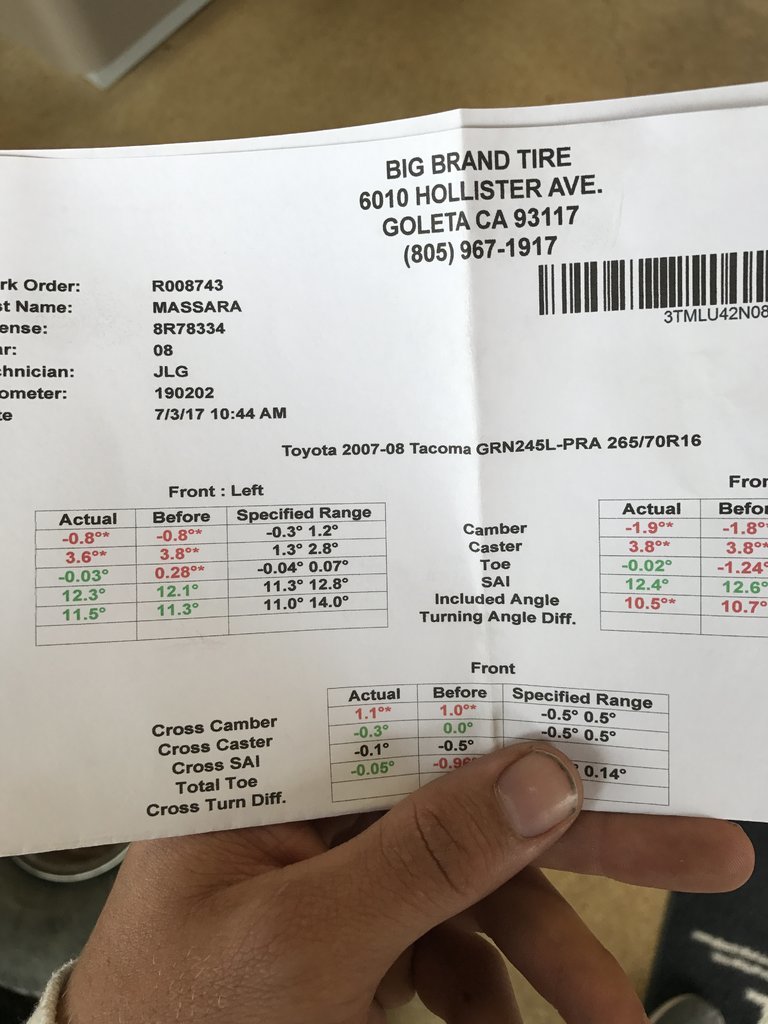 BIG BRAND TIRE
6010 HOLLISTER AVE.
GOLETA CA 93117
(805) 967-1917
3TMLU42N08
rk Order: R008743
st Name: MASSARA
ense: 8R78334
ar: 08
chnician: JLG
ometer: 190202
te 7/3/17 10:44 AM
Toyota 2007-08 Tacoma GRN245L-PRA 265/70R16
Front : Left
Actual Before Specified Range
-0.8°* -0.8°* -0.3° 1.2°
3.6°* 3.8°* 1.3° 2.8°
-0.03° 0.28°* -0.04° 0.07°
12.3° 12.1° 11.3° 12.8°
11.5° 11.3° 11.0° 14.0°
Camber
Caster
Toe
SAI
Included Angle
Turning Angle Diff.
Fron
Actual Befor
-1.9°* -1.8°
3.8°* 3.8°*
-0.02° -1.24°
12.4° 12.6°
10.5°* 10.7°
Front
Actual Before Specified Range
Cross Camber 1.1°* 1.0°* -0.5° 0.5°
Cross Caster -0.3° 0.0° -0.5° 0.5°
Cross SAI -0.1° -0.5°
Total Toe -0.05° -0.96° 0.14°
Cross Turn Diff.